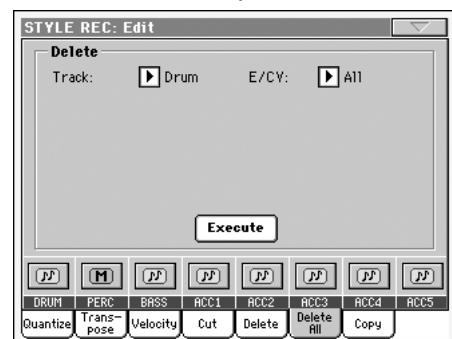 STYLE REC: Edit
Delete
Track: Drum E/CV: All
Execute
M
DRUM PERC BASS ACC1 ACC2 ACC3 ACC4 ACC5
Quantize Trans-pose Velocity Cut Delete Delete All Copy